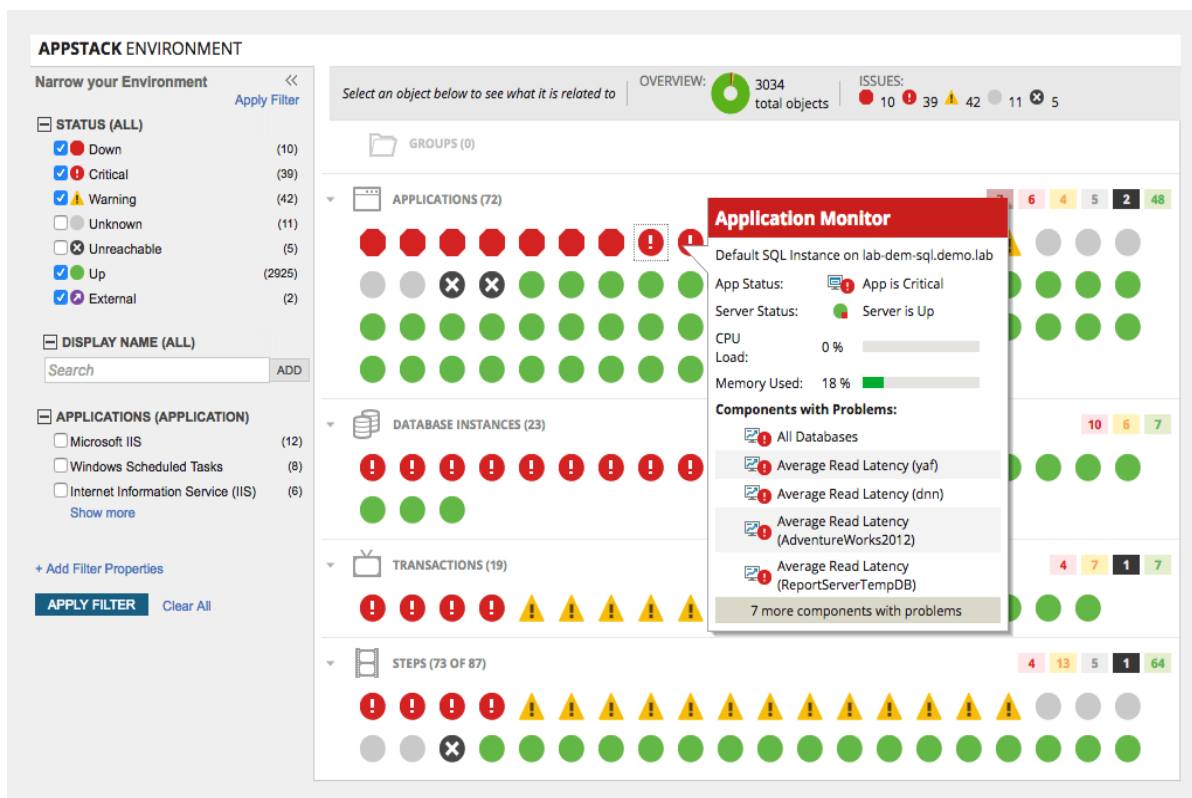 APPSTACK ENVIRONMENT
Narrow your Environment
Apply Filter
STATUS (ALL)
Down (10)
Critical (39)
Warning (42)
Unknown (11)
Unreachable (5)
Up (2925)
External (2)
DISPLAY NAME (ALL)
Search ADD
APPLICATIONS (APPLICATION)
Microsoft IIS (12)
Windows Scheduled Tasks (8)
Internet Information Service (IIS) (6)
Show more
+ Add Filter Properties
APPLY FILTER Clear All
Select an object below to see what it is related to
OVERVIEW:
3034
total objects
ISSUES:
10 39 42 11 5
GROUPS (0)
APPLICATIONS (72)
6 4 5 2 48
DATABASE INSTANCES (23)
10 6 7
TRANSACTIONS (19)
4 7 1 7
STEPS (73 OF 87)
4 13 5 1 64
Application Monitor
Default SQL Instance on lab-dem-sql.demo.lab
App Status: App is Critical
Server Status: Server is Up
CPU
Load: 0 %
Memory Used: 18 %
Components with Problems:
All Databases
Average Read Latency (yaf)
Average Read Latency (dnn)
Average Read Latency
(AdventureWorks2012)
Average Read Latency
(ReportServerTempDB)
7 more components with problems